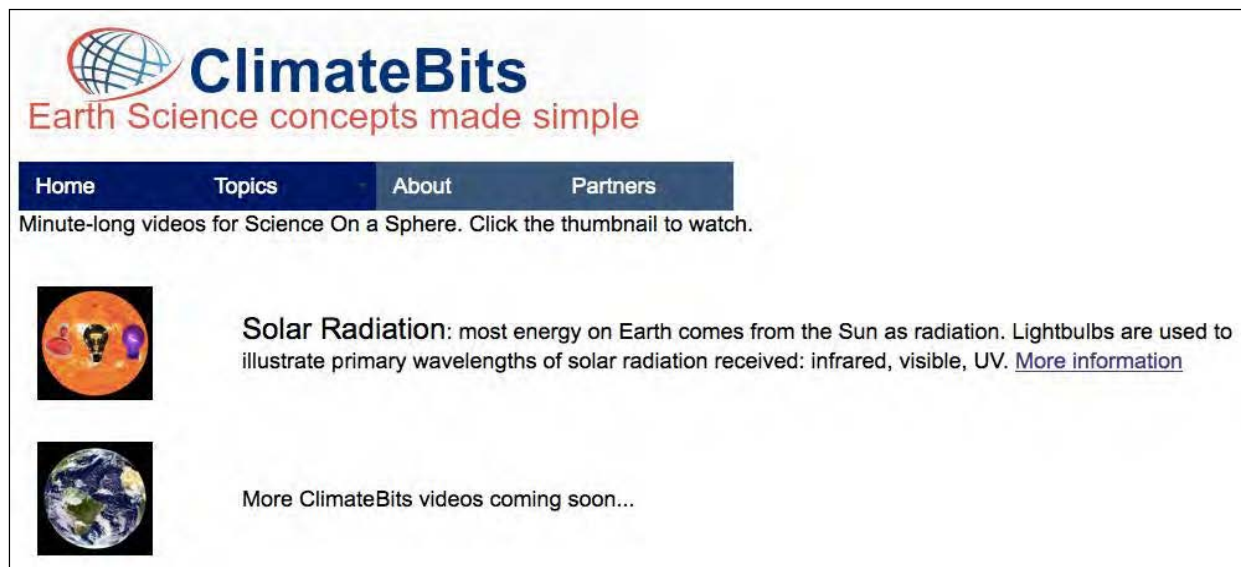 ClimateBits
Earth Science concepts made simple
Home Topics About Partners
Minute-long videos for Science On a Sphere. Click the thumbnail to watch.
Solar Radiation: most energy on Earth comes from the Sun as radiation. Lightbulbs are used to
illustrate primary wavelengths of solar radiation received: infrared, visible, UV. More information
More ClimateBits videos coming soon...